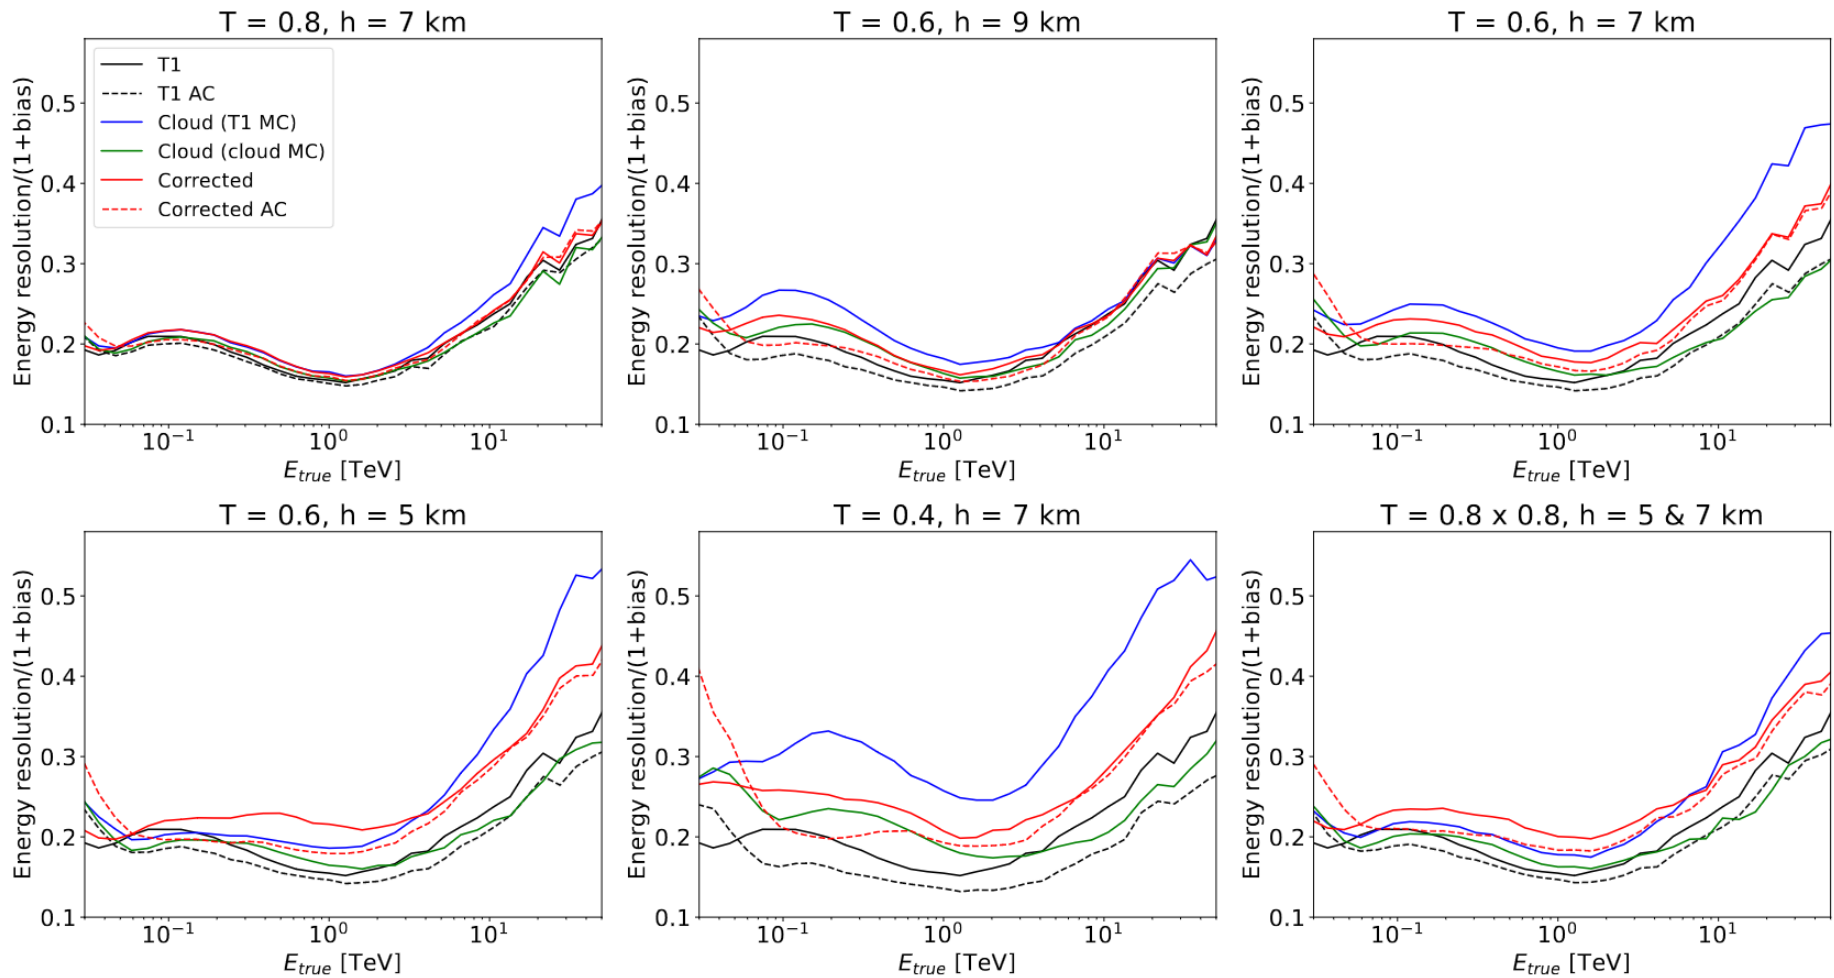 T = 0.8, h = 7 km
T = 0.6, h = 9 km
T = 0.6, h = 7 km
T1
T1 AC
Cloud (T1 MC)
Cloud (cloud MC)
Corrected
Corrected AC
Energy resolution/(1+bias)
0.5
0.4
0.3
0.2
0.1
10⁻¹
10⁰
10¹
E_true [TeV]
Energy resolution/(1+bias)
0.5
0.4
0.3
0.2
0.1
10⁻¹
10⁰
10¹
E_true [TeV]
Energy resolution/(1+bias)
0.5
0.4
0.3
0.2
0.1
10⁻¹
10⁰
10¹
E_true [TeV]
T = 0.6, h = 5 km
T = 0.4, h = 7 km
T = 0.8 x 0.8, h = 5 & 7 km
Energy resolution/(1+bias)
0.5
0.4
0.3
0.2
0.1
10⁻¹
10⁰
10¹
E_true [TeV]
Energy resolution/(1+bias)
0.5
0.4
0.3
0.2
0.1
10⁻¹
10⁰
10¹
E_true [TeV]
Energy resolution/(1+bias)
0.5
0.4
0.3
0.2
0.1
10⁻¹
10⁰
10¹
E_true [TeV]